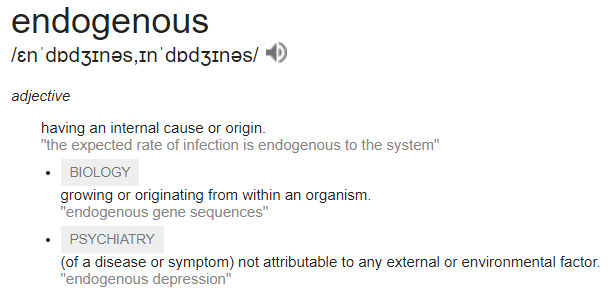 endogenous
/ɛnˈdɒdʒɪnəs,ɪnˈdɒdʒɪnəs/
adjective
having an internal cause or origin.
"the expected rate of infection is endogenous to the system"
• BIOLOGY
growing or originating from within an organism.
"endogenous gene sequences"
• PSYCHIATRY
(of a disease or symptom) not attributable to any external or environmental factor.
"endogenous depression"